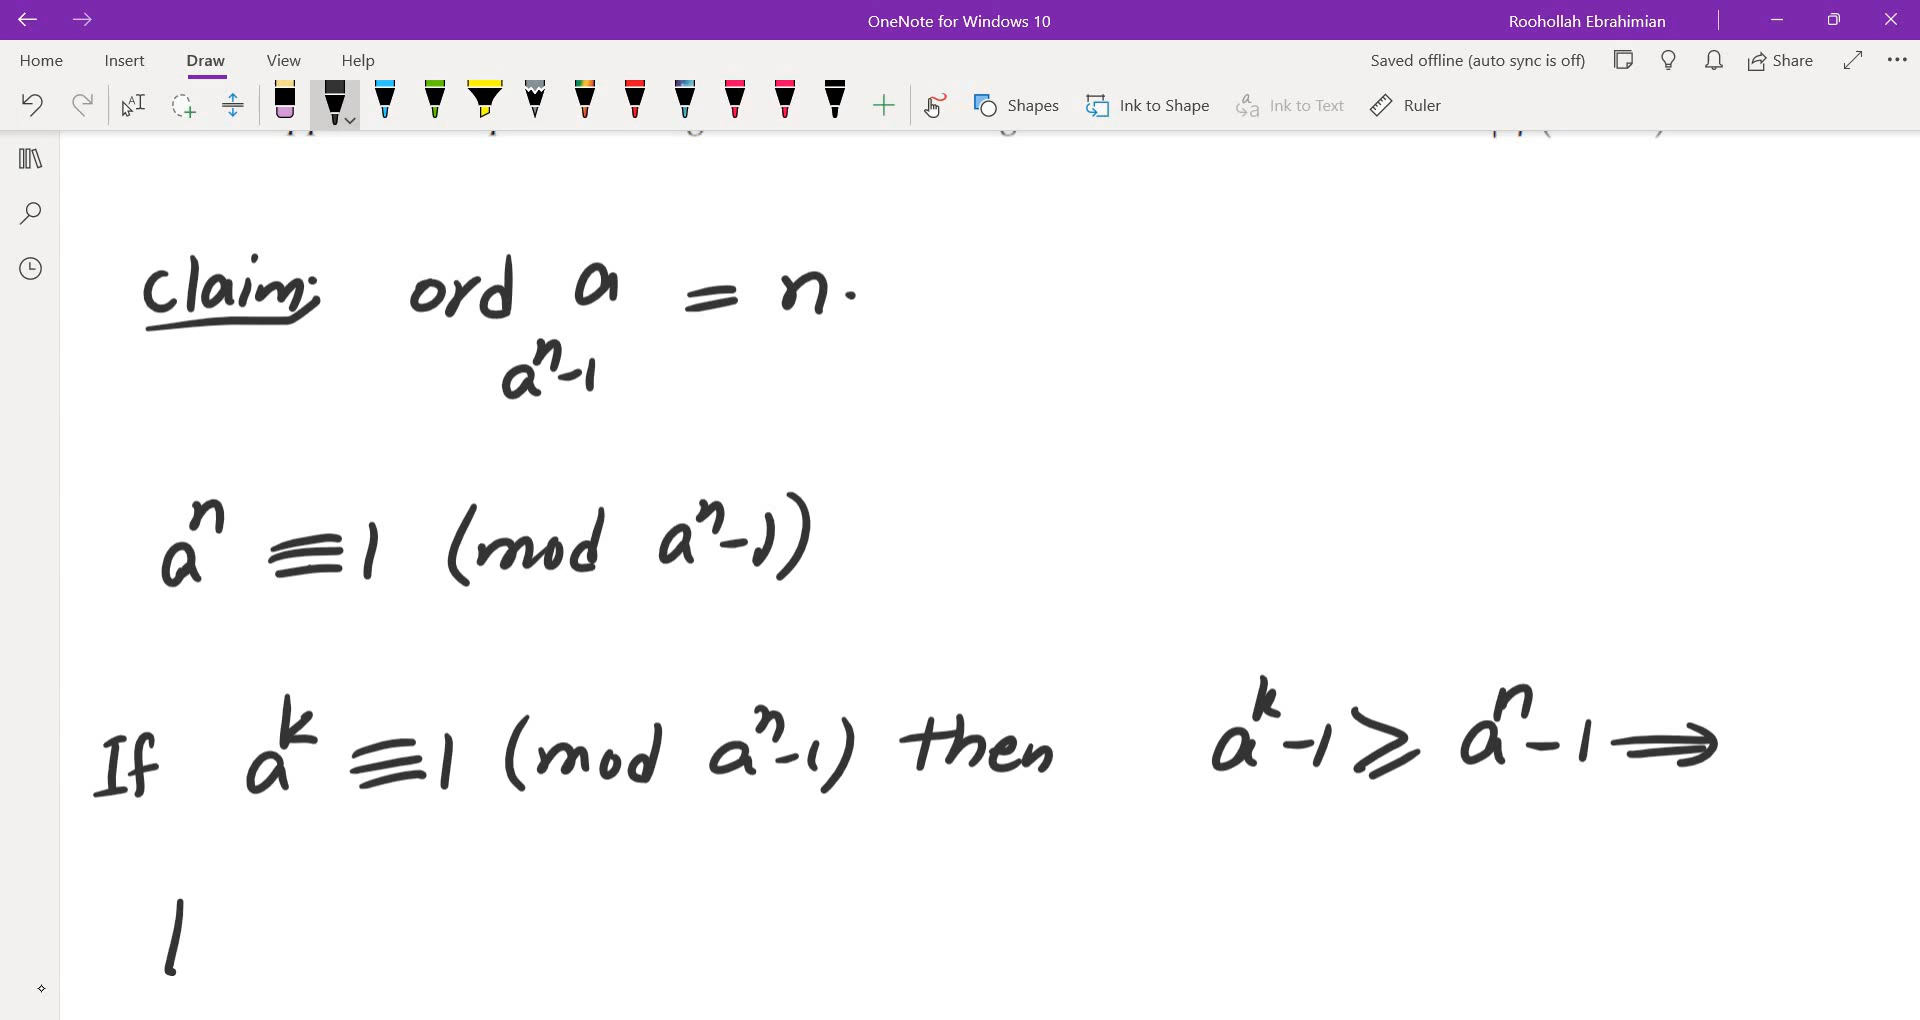 OneNote for Windows 10
Roohollah Ebrahimian
Home Insert Draw View Help
Saved offline (auto sync is off) Share
Shapes Ink to Shape Ink to Text Ruler
Claim: ord a = n.
a^n-1
a^n ≡ 1 (mod a^n-1)
If a^k ≡ 1 (mod a^n-1) then a^k-1 ≥ a^n-1 ⟹